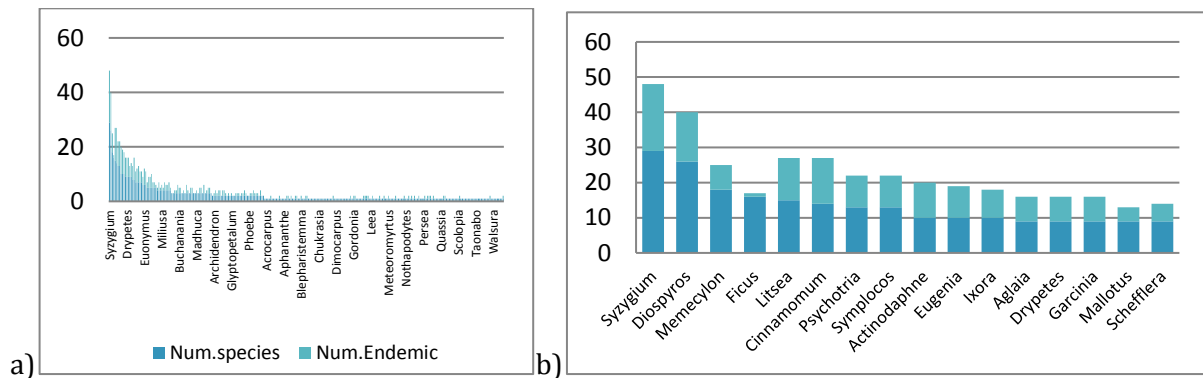 60
40
20
0
Syzygium
Drypetes
Euonymus
Miliusa
Buchanania
Madhuca
Archidendron
Glyptopetalum
Phoebe
Acrocarpus
Aphananthe
Blepharistemma
Chukrasia
Dimocarpus
Gordonia
Leea
Meteoromyrtus
Nothapodytes
Persea
Quassia
Scolopia
Taonabo
Walsura
Num.species
Num.Endemic
a)
60
50
40
30
20
10
0
Syzygium
Diospyros
Memecylon
Ficus
Litsea
Cinnamomum
Psychotria
Symplocos
Actinodaphne
Eugenia
Ixora
Aglaia
Drypetes
Garcinia
Mallotus
Schefflera
b)